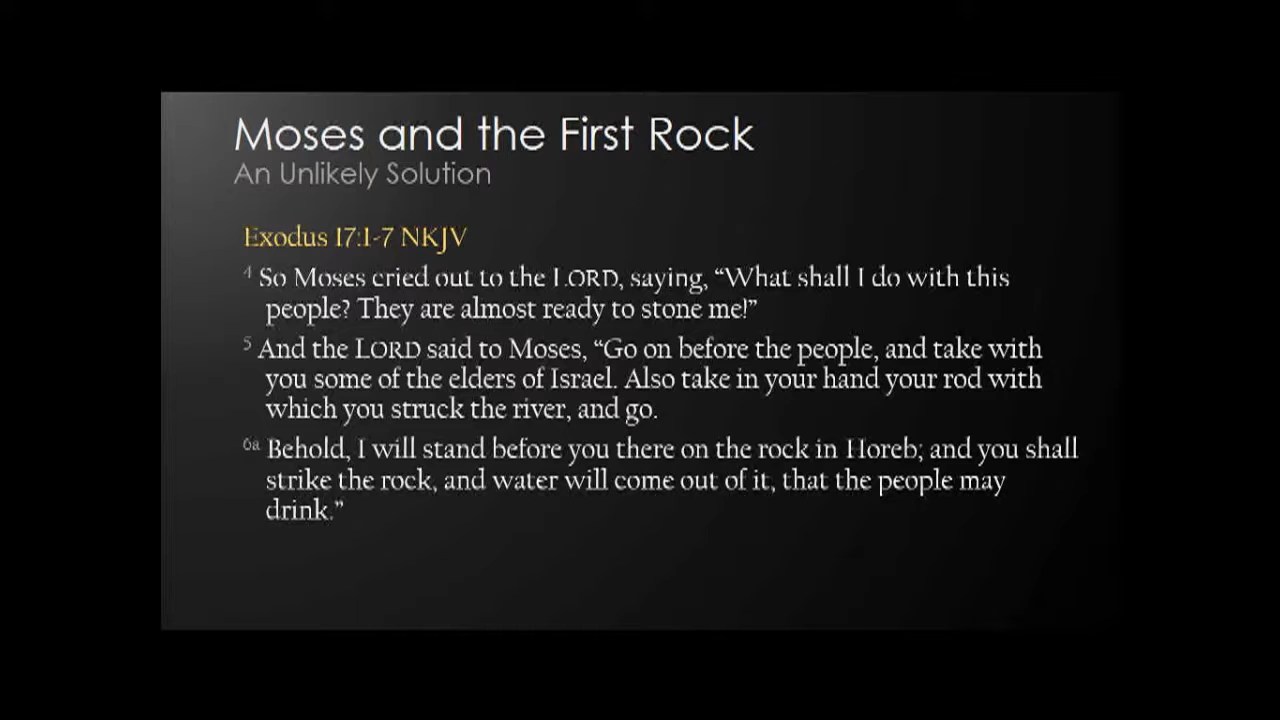 Moses and the First Rock
An Unlikely Solution
Exodus 17:1-7 NKJV
4 So Moses cried out to the LORD, saying, “What shall I do with this
people? They are almost ready to stone me!”
5 And the LORD said to Moses, “Go on before the people, and take with
you some of the elders of Israel. Also take in your hand your rod with
which you struck the river, and go.
6a Behold, I will stand before you there on the rock in Horeb; and you shall
strike the rock, and water will come out of it, that the people may
drink.”